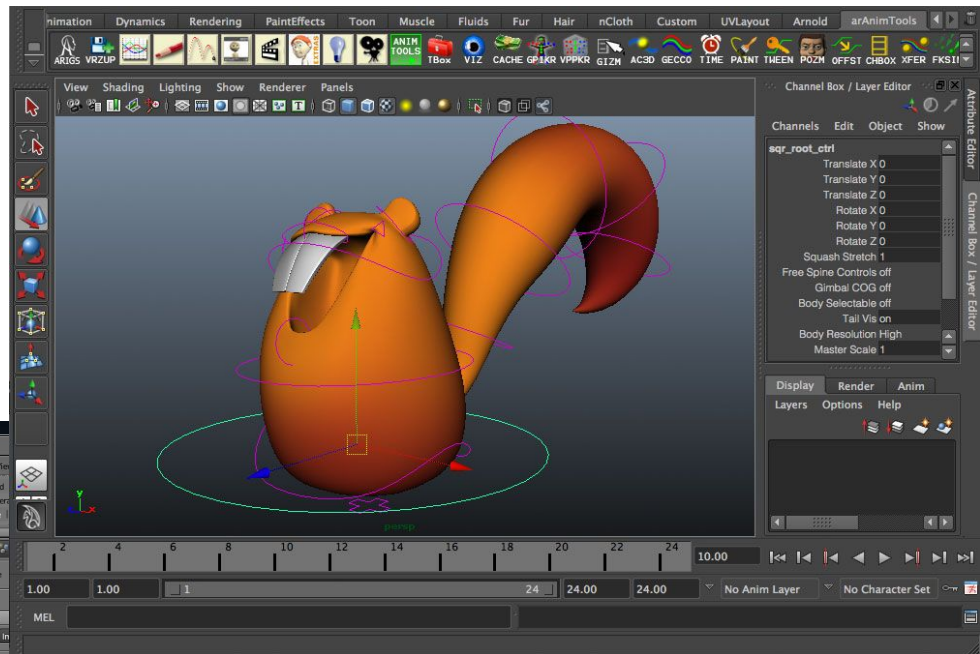 nimation Dynamics Rendering PaintEffects Toon Muscle Fluids Fur Hair nCloth Custom UVLayout Arnold arAnimTools
ARIGS VRZUP EXTRAS ANIM TOOLS TBox VIZ CACHE GPIKR VPPKR GIZM AC3D GECCO TIME PAINT TWEEN POZM OFFST CHBOX XFER FKSI
View Shading Lighting Show Renderer Panels
Channel Box / Layer Editor
Channels Edit Object Show
sqr_root_ctrl
Translate X 0
Translate Y 0
Translate Z 0
Rotate X 0
Rotate Y 0
Rotate Z 0
Squash Stretch 1
Free Spine Controls off
Gimbal COG off
Body Selectable off
Tail Vis on
Body Resolution High
Master Scale 1
Attribute Editor
Channel Box / Layer Editor
Display Render Anim
Layers Options Help
y
x
persp
2 4 6 8 10 12 14 16 18 20 22 24 10.00
1.00 1.00 1 24 24.00 24.00 No Anim Layer No Character Set
MEL